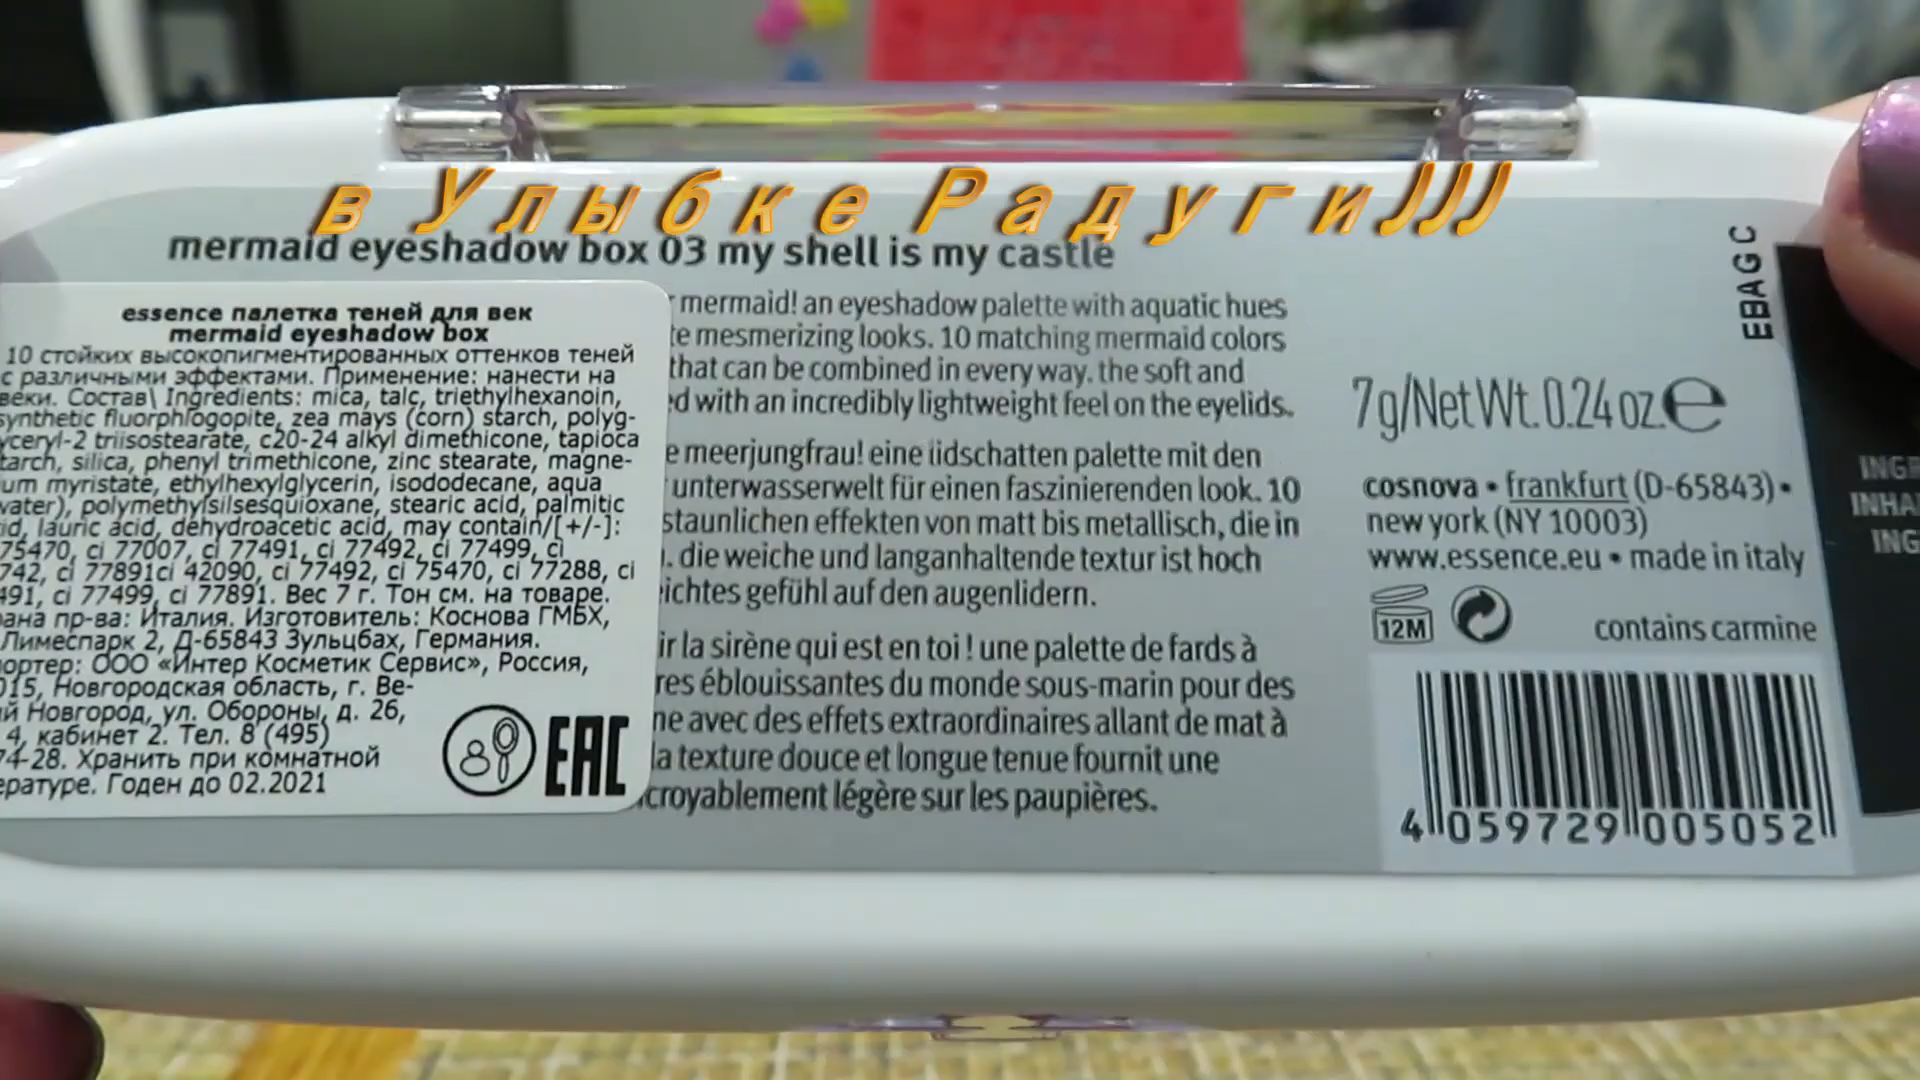 в Улыбке Радуги)))
mermaid eyeshadow box 03 my shell is my castle
essence палетка теней для век
mermaid eyeshadow box
10 стойких высокопигментированных оттенков теней
с различными эффектами. Применение: нанести на
веки. Состав\ Ingredients: mica, talc, triethylhexanoin,
synthetic fluorphlogopite, zea mays (corn) starch, polyg-
yceryl-2 triisostearate, c20-24 alkyl dimethicone, tapioca
tarch, silica, phenyl trimethicone, zinc stearate, magne-
um myristate, ethylhexylglycerin, isododecane, aqua
water), polymethylsilsesquioxane, stearic acid, palmitic
id, lauric acid, dehydroacetic acid, may contain/[+/-]:
75470, ci 77007, ci 77491, ci 77492, ci 77499, ci
742, ci 77891ci 42090, ci 77492, ci 75470, ci 77288, ci
491, ci 77499, ci 77891. Вес 7 г. Тон см. на товаре.
рана пр-ва: Италия. Изготовитель: Коснова ГМБХ,
Лимеспарк 2, Д-65843 Зульцбах, Германия.
портер: ООО «Интер Косметик Сервис», Россия,
015, Новгородская область, г. Ве-
й Новгород, ул. Обороны, д. 26,
4, кабинет 2. Тел. 8 (495)
74-28. Хранить при комнатной
ературе. Годен до 02.2021
EAC
mermaid! an eyeshadow palette with aquatic hues
te mesmerizing looks. 10 matching mermaid colors
that can be combined in every way. the soft and
ed with an incredibly lightweight feel on the eyelids.
e meerjungfrau! eine lidschatten palette mit den
unterwasserwelt für einen faszinierenden look. 10
staunlichen effekten von matt bis metallisch, die in
. die weiche und langanhaltende textur ist hoch
ichtes gefühl auf den augenlidern.
ir la sirène qui est en toi ! une palette de fards à
res éblouissantes du monde sous-marin pour des
ne avec des effets extraordinaires allant de mat à
la texture douce et longue tenue fournit une
croyablement légère sur les paupières.
EBAGC
7g/Net Wt. 0.24 oz. e
cosnova • frankfurt (D-65843) •
new york (NY 10003)
www.essence.eu • made in italy
12M
contains carmine
4 059729 005052
INGR
INHA
ING